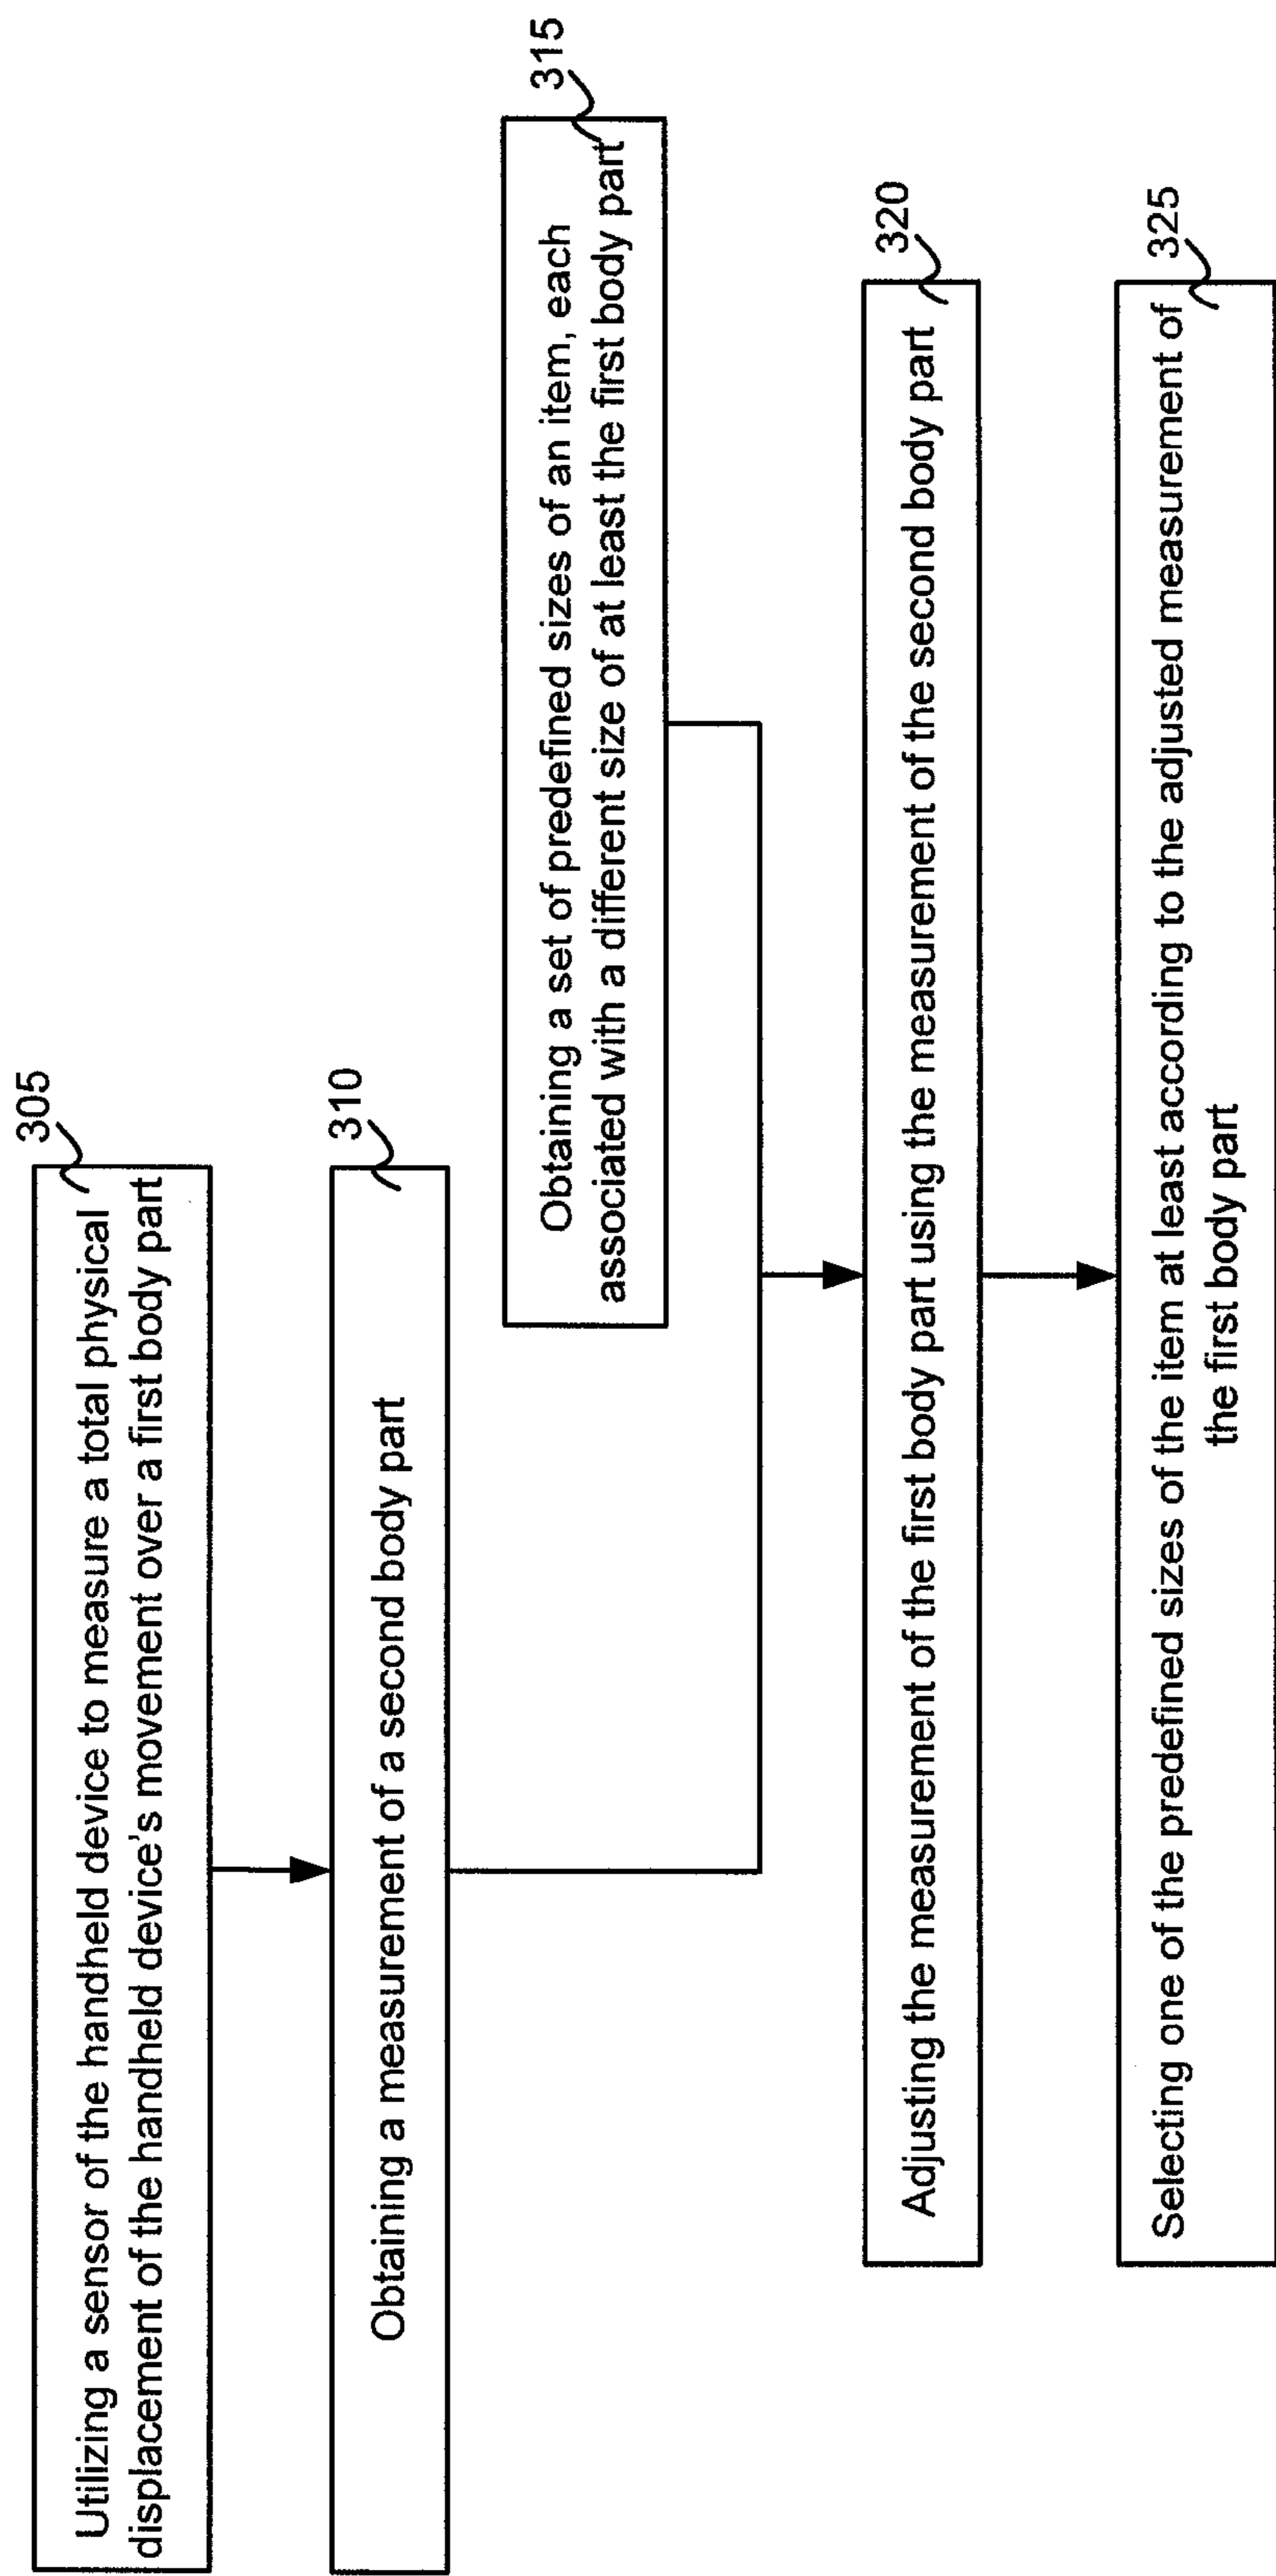 305
Utilizing a sensor of the handheld device to measure a total physical
displacement of the handheld device's movement over a first body part
310
Obtaining a measurement of a second body part
315
Obtaining a set of predefined sizes of an item, each
associated with a different size of at least the first body part
320
Adjusting the measurement of the first body part using the measurement of the second body part
325
Selecting one of the predefined sizes of the item at least according to the adjusted measurement of
the first body part